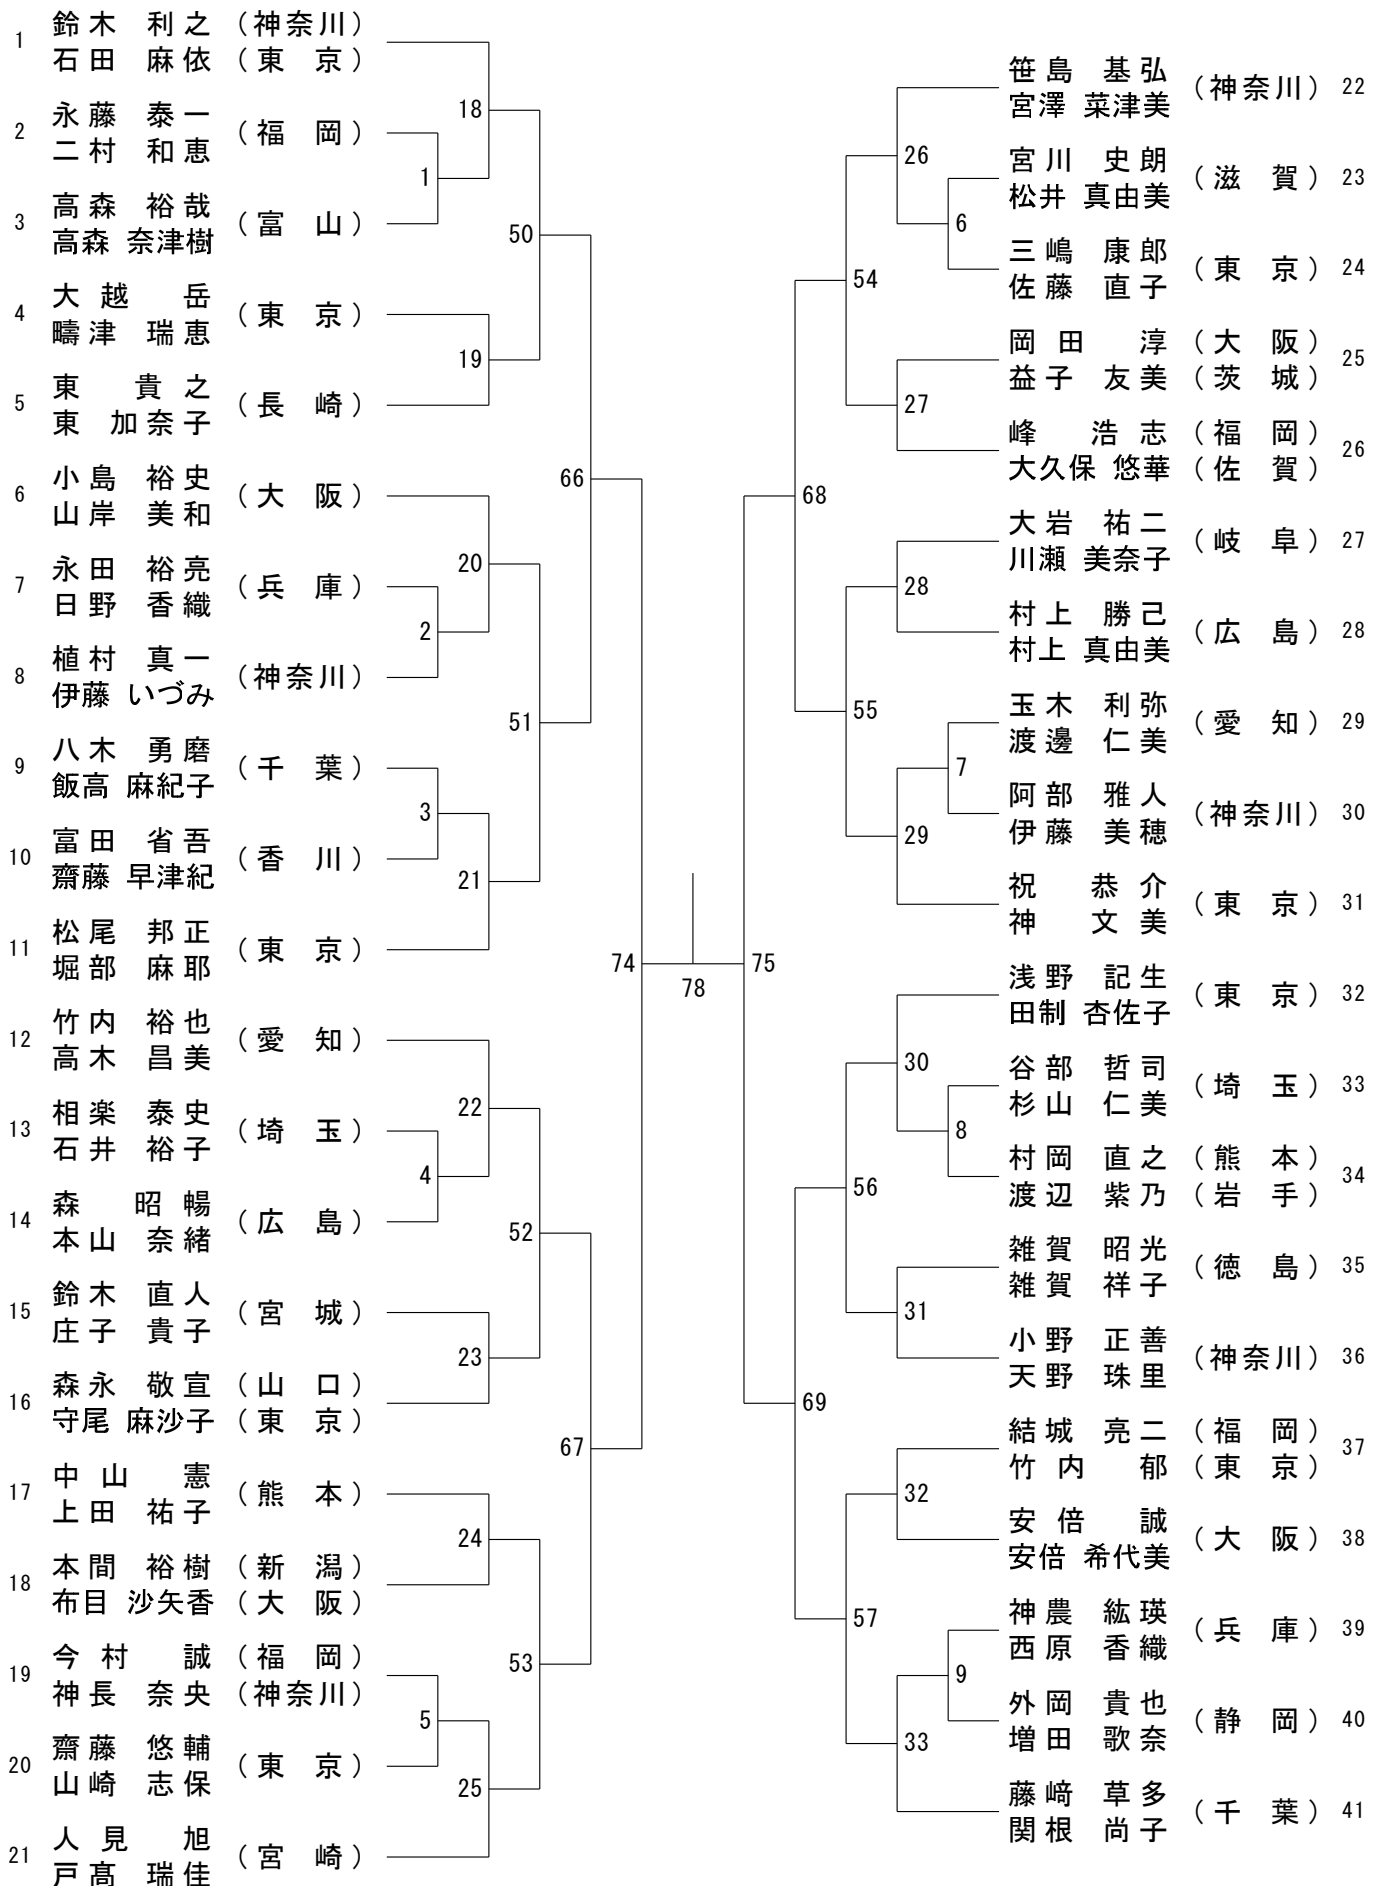 1 鈴木 利之 (神奈川)
石田 麻依 (東 京)
2 永藤 泰一 (福 岡)
二村 和恵
3 高森 裕哉 (富 山)
高森 奈津樹
4 大越 岳 (東 京)
疇津 瑞恵
5 東 貴之 (長 崎)
東 加奈子
6 小島 裕史 (大 阪)
山岸 美和
7 永田 裕亮 (兵 庫)
日野 香織
8 植村 真一 (神奈川)
伊藤 いづみ
9 八木 勇磨 (千 葉)
飯高 麻紀子
10 富田 省吾 (香 川)
齋藤 早津紀
11 松尾 邦正 (東 京)
堀部 麻耶
12 竹内 裕也 (愛 知)
高木 昌美
13 相楽 泰史 (埼 玉)
石井 裕子
14 森 昭暢 (広 島)
本山 奈緒
15 鈴木 直人 (宮 城)
庄子 貴子
16 森永 敬宣 (山 口)
守尾 麻沙子 (東 京)
17 中山 憲 (熊 本)
上田 祐子
18 本間 裕樹 (新 潟)
布目 沙矢香 (大 阪)
19 今村 誠 (福 岡)
神長 奈央 (神奈川)
20 齋藤 悠輔 (東 京)
山崎 志保
21 人見 旭 (宮 崎)
戸髙 瑞佳
1
2
3
4
5
18
19
20
21
22
23
24
25
50
51
52
53
66
67
74
78
75
68
69
54
55
56
57
26
27
28
29
30
31
32
33
6
7
8
9
笹島 基弘 (神奈川) 22
宮澤 菜津美
宮川 史朗 (滋 賀) 23
松井 真由美
三嶋 康郎 (東 京) 24
佐藤 直子
岡田 淳 (大 阪) 25
益子 友美 (茨 城)
峰 浩志 (福 岡) 26
大久保 悠華 (佐 賀)
大岩 祐二 (岐 阜) 27
川瀬 美奈子
村上 勝己 (広 島) 28
村上 真由美
玉木 利弥 (愛 知) 29
渡邊 仁美
阿部 雅人 (神奈川) 30
伊藤 美穂
祝 恭介 (東 京) 31
神 文美
浅野 記生 (東 京) 32
田制 杏佐子
谷部 哲司 (埼 玉) 33
杉山 仁美
村岡 直之 (熊 本) 34
渡辺 紫乃 (岩 手)
雑賀 昭光 (徳 島) 35
雑賀 祥子
小野 正善 (神奈川) 36
天野 珠里
結城 亮二 (福 岡) 37
竹内 郁 (東 京)
安倍 誠 (大 阪) 38
安倍 希代美
神農 紘瑛 (兵 庫) 39
西原 香織
外岡 貴也 (静 岡) 40
増田 歌奈
藤﨑 草多 (千 葉) 41
関根 尚子